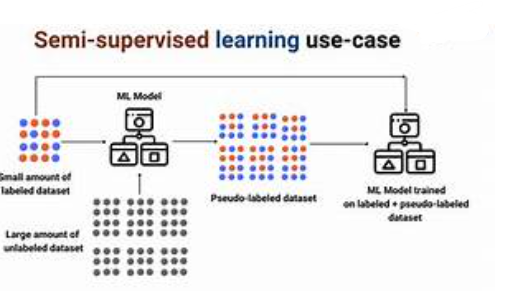 Semi-supervised learning use-case
ML Model
Small amount of
labeled dataset
Large amount of
unlabeled dataset
Pseudo-labeled dataset
ML Model trained
on labeled + pseudo-labeled
dataset